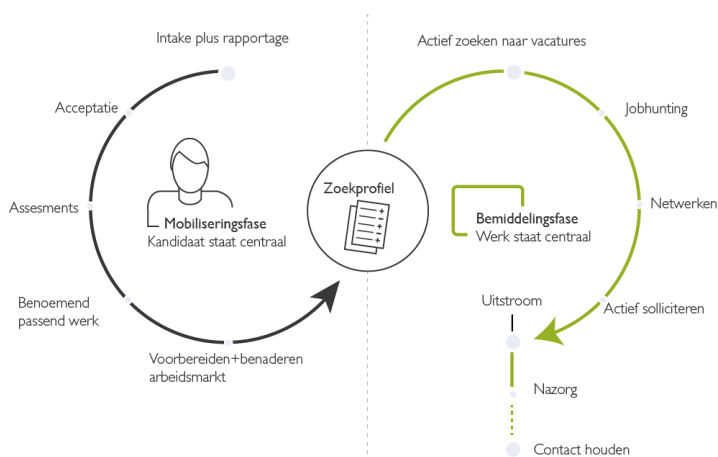 Intake plus rapportage
Acceptatie
Assesments
Benoemend
passend werk
Voorbereiden+benaderen
arbeidsmarkt
Mobiliseringsfase
Kandidaat staat centraal
Zoekprofiel
Actief zoeken naar vacatures
Jobhunting
Netwerken
Actief solliciteren
Bemiddelingsfase
Werk staat centraal
Uitstroom
Nazorg
Contact houden